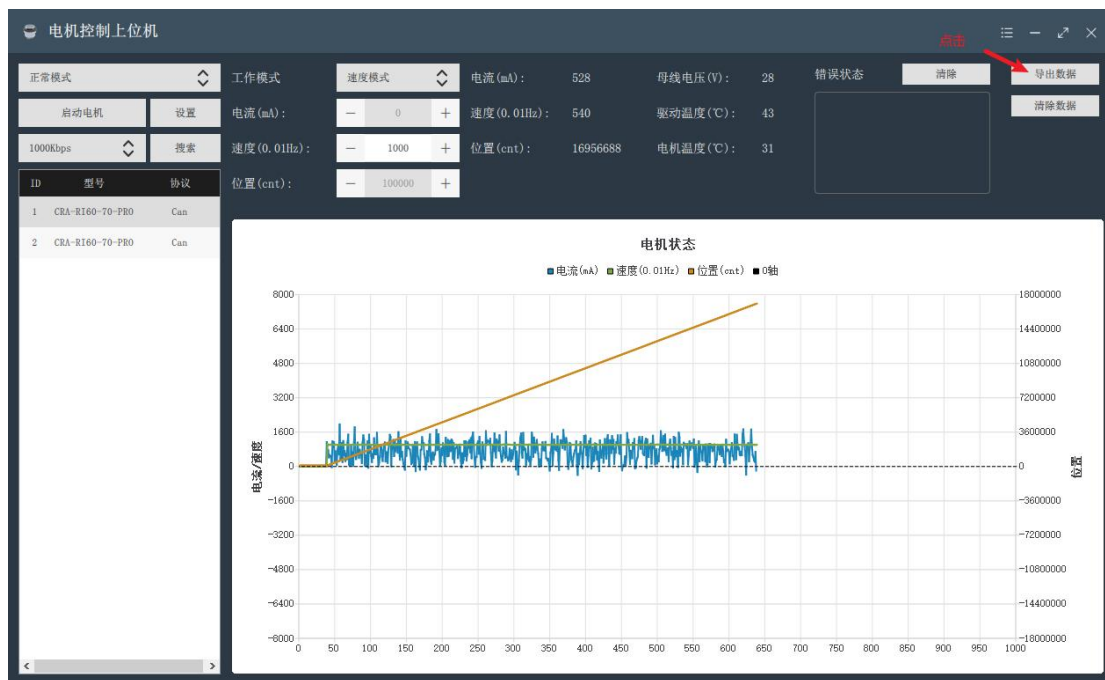 电机控制上位机
点击
正常模式
启动电机 设置
1000Kbps 搜索
ID 型号 协议
1 CRA-RI60-70-PRO Can
2 CRA-RI60-70-PRO Can
工作模式 速度模式
电流(mA): 0
速度(0.01Hz): 1000
位置(cnt): 100000
电流(mA): 528 母线电压(V): 28
速度(0.01Hz): 540 驱动温度(℃): 43
位置(cnt): 16956688 电机温度(℃): 31
错误状态 清除
导出数据
清除数据
电机状态
电流(mA) 速度(0.01Hz) 位置(cnt) 0轴
电流/速度
8000
6400
4800
3200
1600
0
-1600
-3200
-4800
-6400
-8000
18000000
14400000
10800000
7200000
3600000
0
-3600000
-7200000
-10800000
-14400000
-18000000
位置
0 50 100 150 200 250 300 350 400 450 500 550 600 650 700 750 800 850 900 950 1000